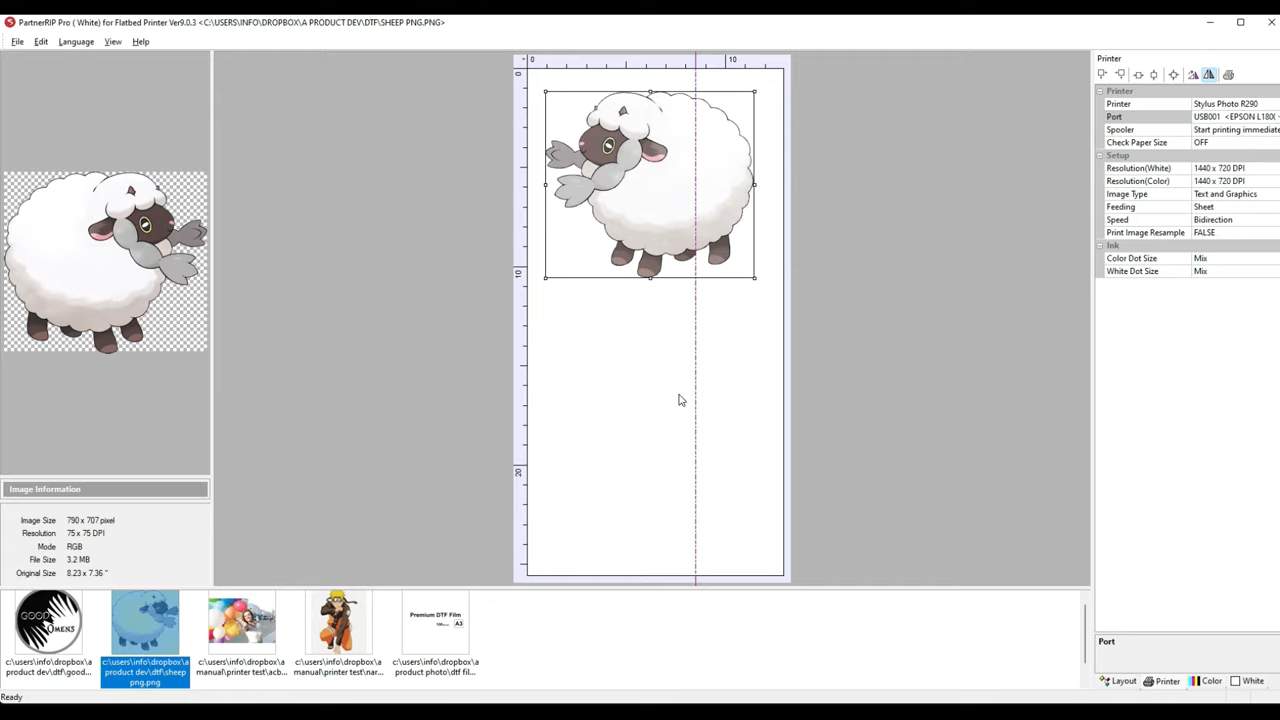 PartnerRIP Pro ( White) for Flatbed Printer Ver9.0.3 <C:\USERS\INFO\DROPBOX\A PRODUCT DEV\DTF\SHEEP PNG.PNG>
File Edit Language View Help
Printer
0 10
0
10
20
Printer
Printer Stylus Photo R290
Port USB001 <EPSON L180(
Spooler Start printing immediate
Check Paper Size OFF
Setup
Resolution(White) 1440 x 720 DPI
Resolution(Color) 1440 x 720 DPI
Image Type Text and Graphics
Feeding Sheet
Speed Bidirection
Print Image Resample FALSE
Ink
Color Dot Size Mix
White Dot Size Mix
Image Information
Image Size 790 x 707 pixel
Resolution 75 x 75 DPI
Mode RGB
File Size 3.2 MB
Original Size 8.23 x 7.36 "
GOOD OMENS
Premium DTF Film
A3
c:\users\info\dropbox\a product dev\dtf\good...
c:\users\info\dropbox\a product dev\dtf\sheep png.png
c:\users\info\dropbox\a manual\printer test\acb...
c:\users\info\dropbox\a manual\printer test\nar...
c:\users\info\dropbox\a product photo\dtf fil...
Port
Layout Printer Color White
Ready